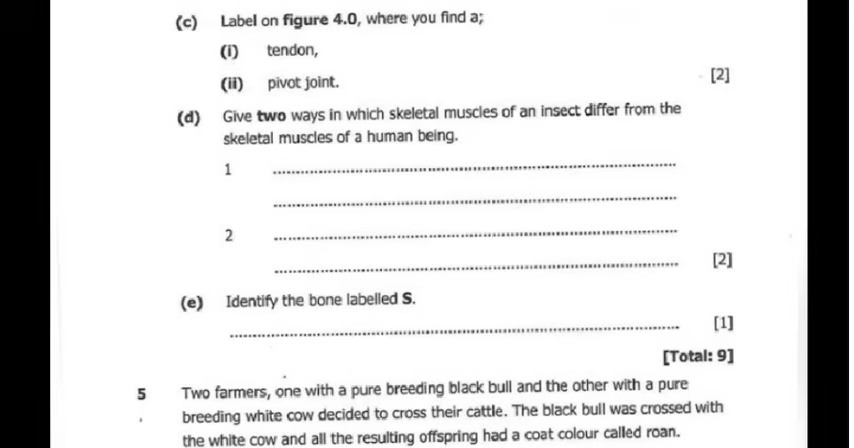 (c) Label on figure 4.0, where you find a;
(i) tendon,
(ii) pivot joint.
[2]
(d) Give two ways in which skeletal muscles of an insect differ from the
skeletal muscles of a human being.
1
2
[2]
(e) Identify the bone labelled S.
[1]
[Total: 9]
5 Two farmers, one with a pure breeding black bull and the other with a pure
breeding white cow decided to cross their cattle. The black bull was crossed with
the white cow and all the resulting offspring had a coat colour called roan.